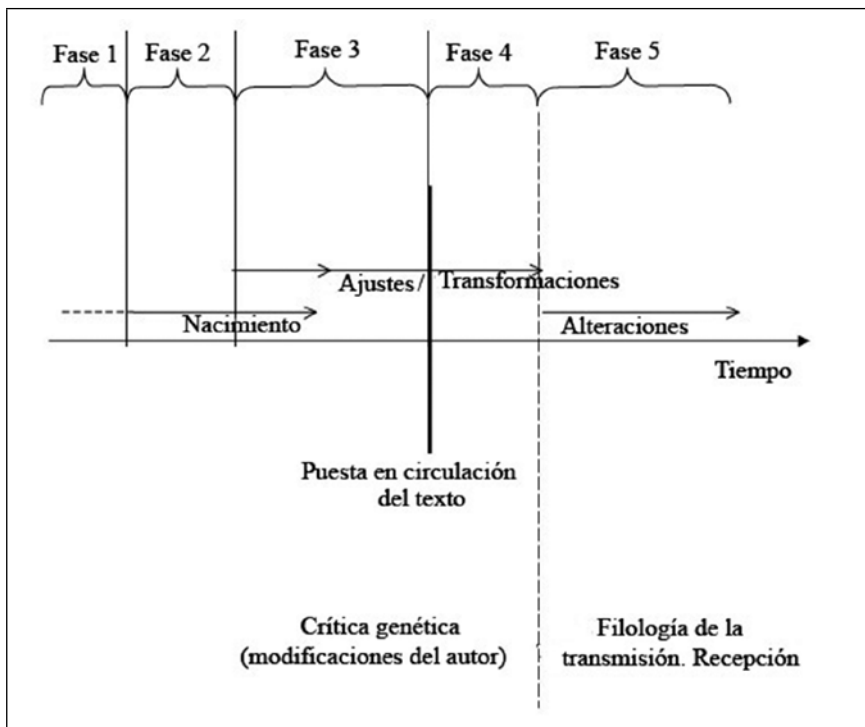 Fase 1
Fase 2
Fase 3
Fase 4
Fase 5
Ajustes / Transformaciones
Nacimiento
Alteraciones
Tiempo
Puesta en circulación
del texto
Crítica genética
(modificaciones del autor)
Filología de la
transmisión. Recepción